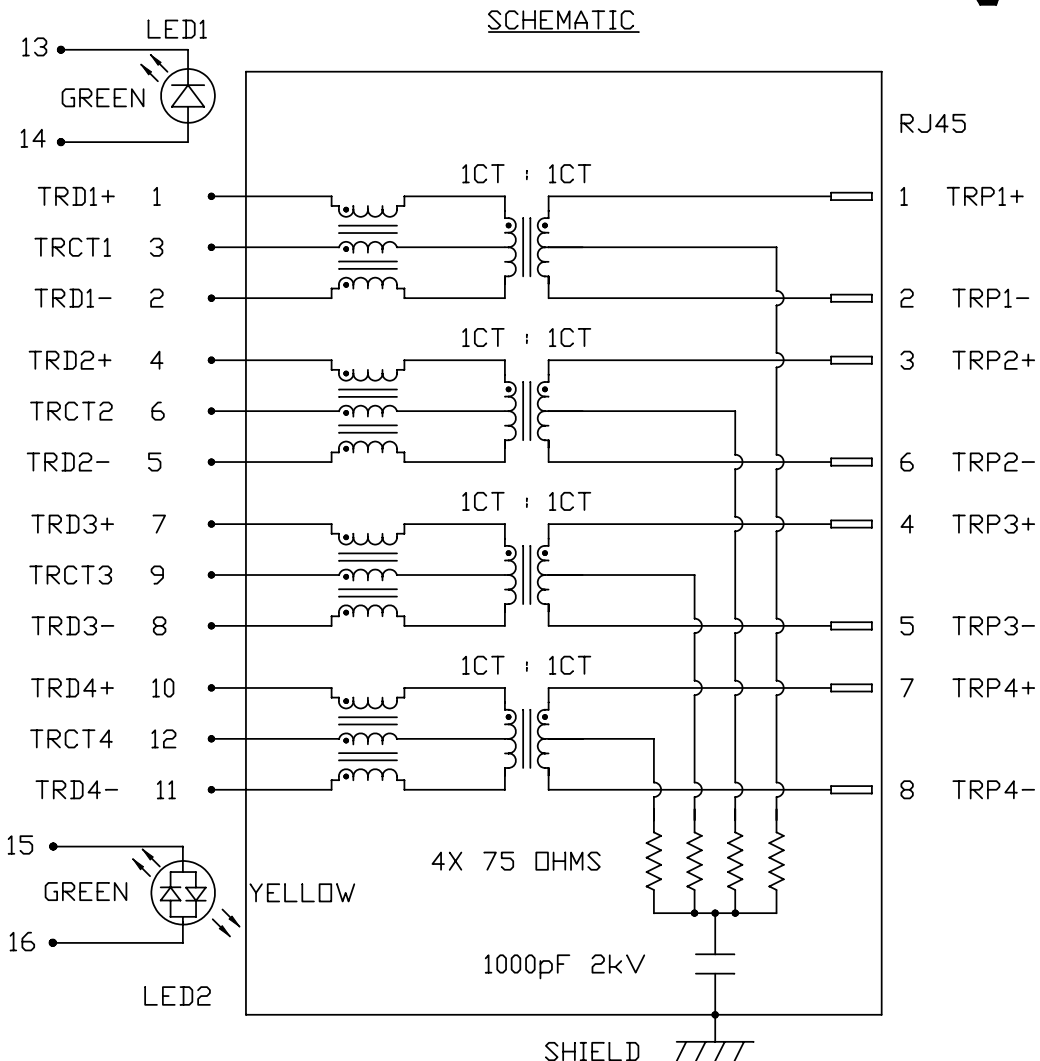 SCHEMATIC
LED1
13
GREEN
14
RJ45
1CT : 1CT
TRD1+ 1
1 TRP1+
TRCT1 3
TRD1- 2
2 TRP1-
1CT : 1CT
TRD2+ 4
3 TRP2+
TRCT2 6
TRD2- 5
6 TRP2-
1CT : 1CT
TRD3+ 7
4 TRP3+
TRCT3 9
TRD3- 8
5 TRP3-
1CT : 1CT
TRD4+ 10
7 TRP4+
TRCT4 12
TRD4- 11
8 TRP4-
15
4X 75 OHMS
GREEN
YELLOW
16
1000pF 2kV
LED2
SHIELD